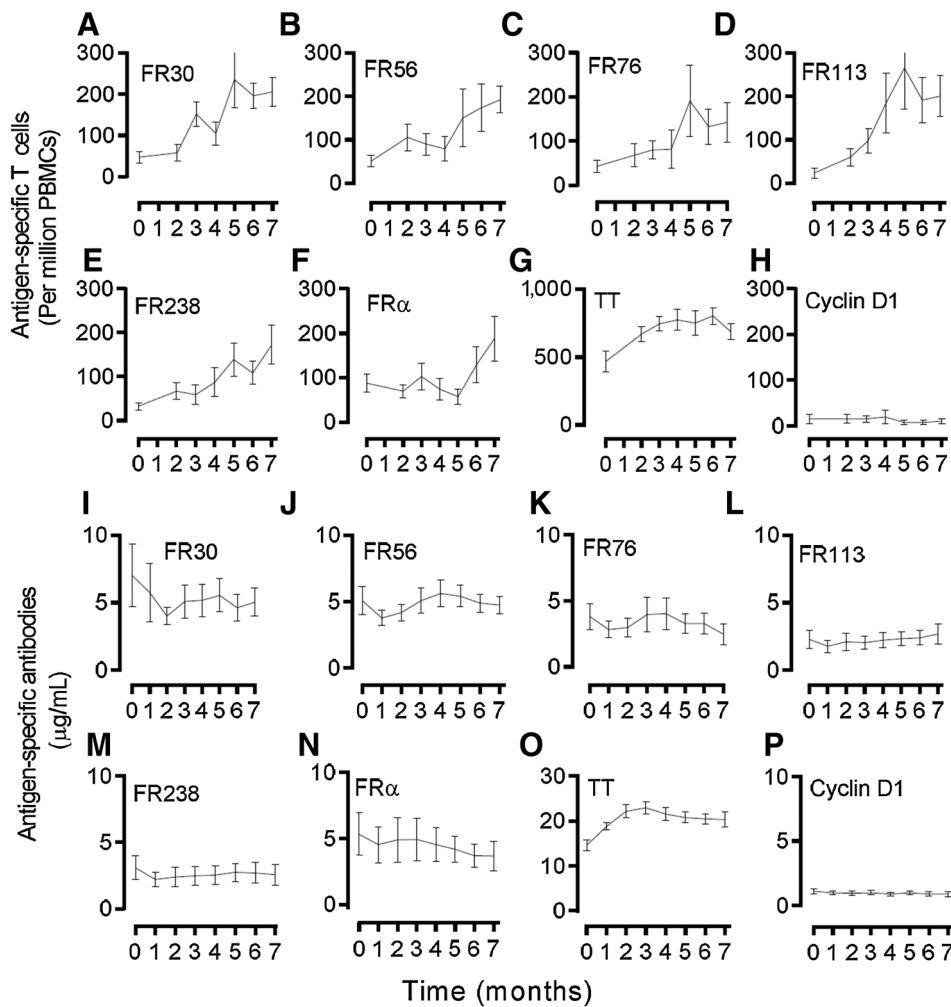 A
B
C
D
300
FR30
200
100
0
0 1 2 3 4 5 6 7
300
FR56
200
100
0
0 1 2 3 4 5 6 7
300
FR76
200
100
0
0 1 2 3 4 5 6 7
300
FR113
200
100
0
0 1 2 3 4 5 6 7
Antigen-specific T cells
(Per million PBMCs)
E
F
G
H
300
FR238
200
100
0
0 1 2 3 4 5 6 7
300
FRα
200
100
0
0 1 2 3 4 5 6 7
1,000
TT
500
0
0 1 2 3 4 5 6 7
300
Cyclin D1
200
100
0
0 1 2 3 4 5 6 7
I
J
K
L
10
FR30
5
0
0 1 2 3 4 5 6 7
10
FR56
5
0
0 1 2 3 4 5 6 7
10
FR76
5
0
0 1 2 3 4 5 6 7
10
FR113
5
0
0 1 2 3 4 5 6 7
Antigen-specific antibodies
(μg/mL)
M
N
O
P
10
FR238
5
0
0 1 2 3 4 5 6 7
10
FRα
5
0
0 1 2 3 4 5 6 7
30
TT
20
10
0
0 1 2 3 4 5 6 7
10
Cyclin D1
5
0
0 1 2 3 4 5 6 7
Time (months)